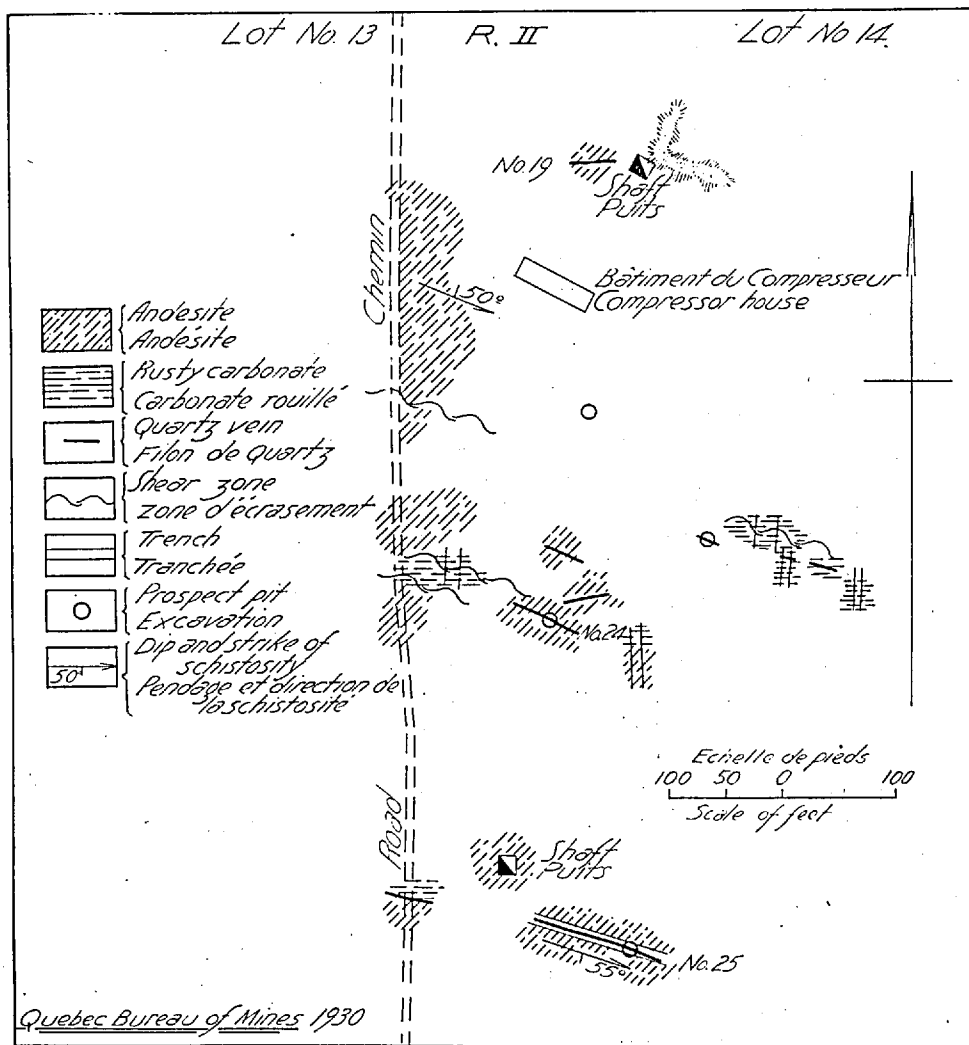 Lot No. 13
R. II
Lot No 14.
No. 19
Shaft
Puits
Chemin
50°
Bâtiment du Compresseur
Compressor house
Andesite
Andésite
Rusty carbonate
Carbonate rouillé
Quartz vein
Filon de Quartz
Shear zone
zone d'écrasement
Trench
Tranchée
Prospect pit
Excavation
Dip and strike of
schistosity
Pendage et direction de
la schistosité
50°
No. 24
Echelle de pieds
100 50 0 100
Scale of feet
Road
Shaft
Puits
55°
No. 25
Quebec Bureau of Mines 1930